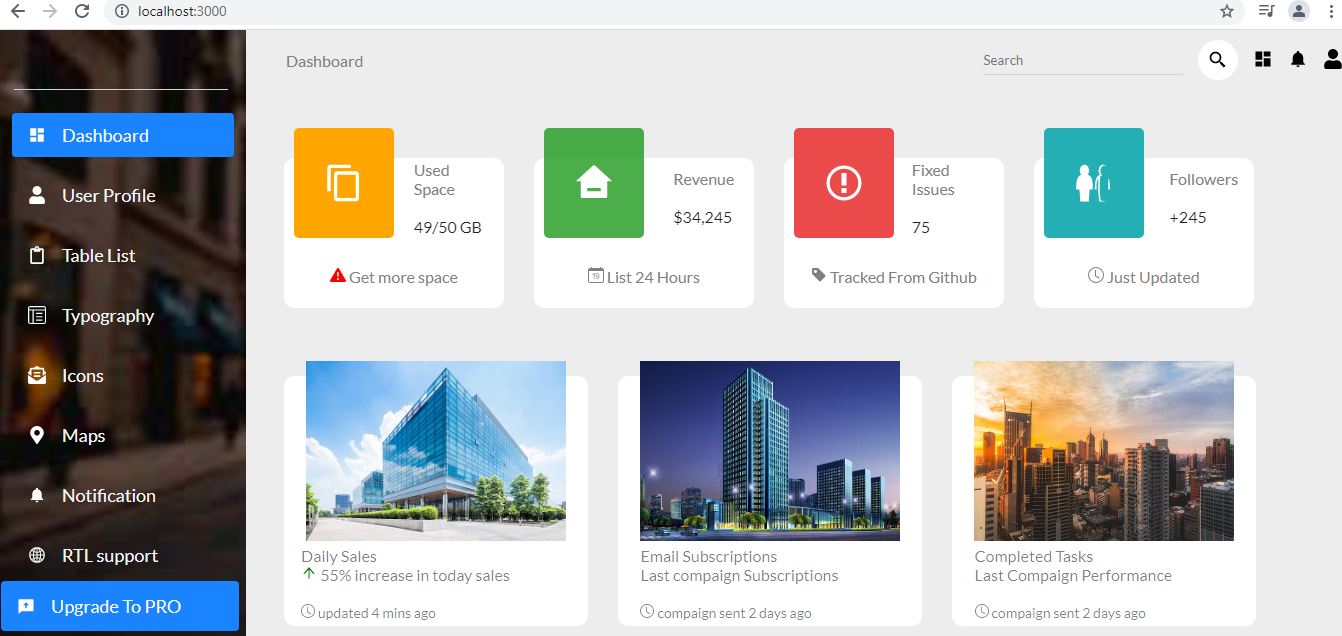 localhost:3000
Dashboard
Search
Dashboard
User Profile
Table List
Typography
Icons
Maps
Notification
RTL support
Upgrade To PRO
Used
Space
49/50 GB
Get more space
Revenue
$34,245
19
List 24 Hours
Fixed
Issues
75
Tracked From Github
Followers
+245
Just Updated
Daily Sales
55% increase in today sales
updated 4 mins ago
Email Subscriptions
Last compaign Subscriptions
compaign sent 2 days ago
Completed Tasks
Last Compaign Performance
compaign sent 2 days ago